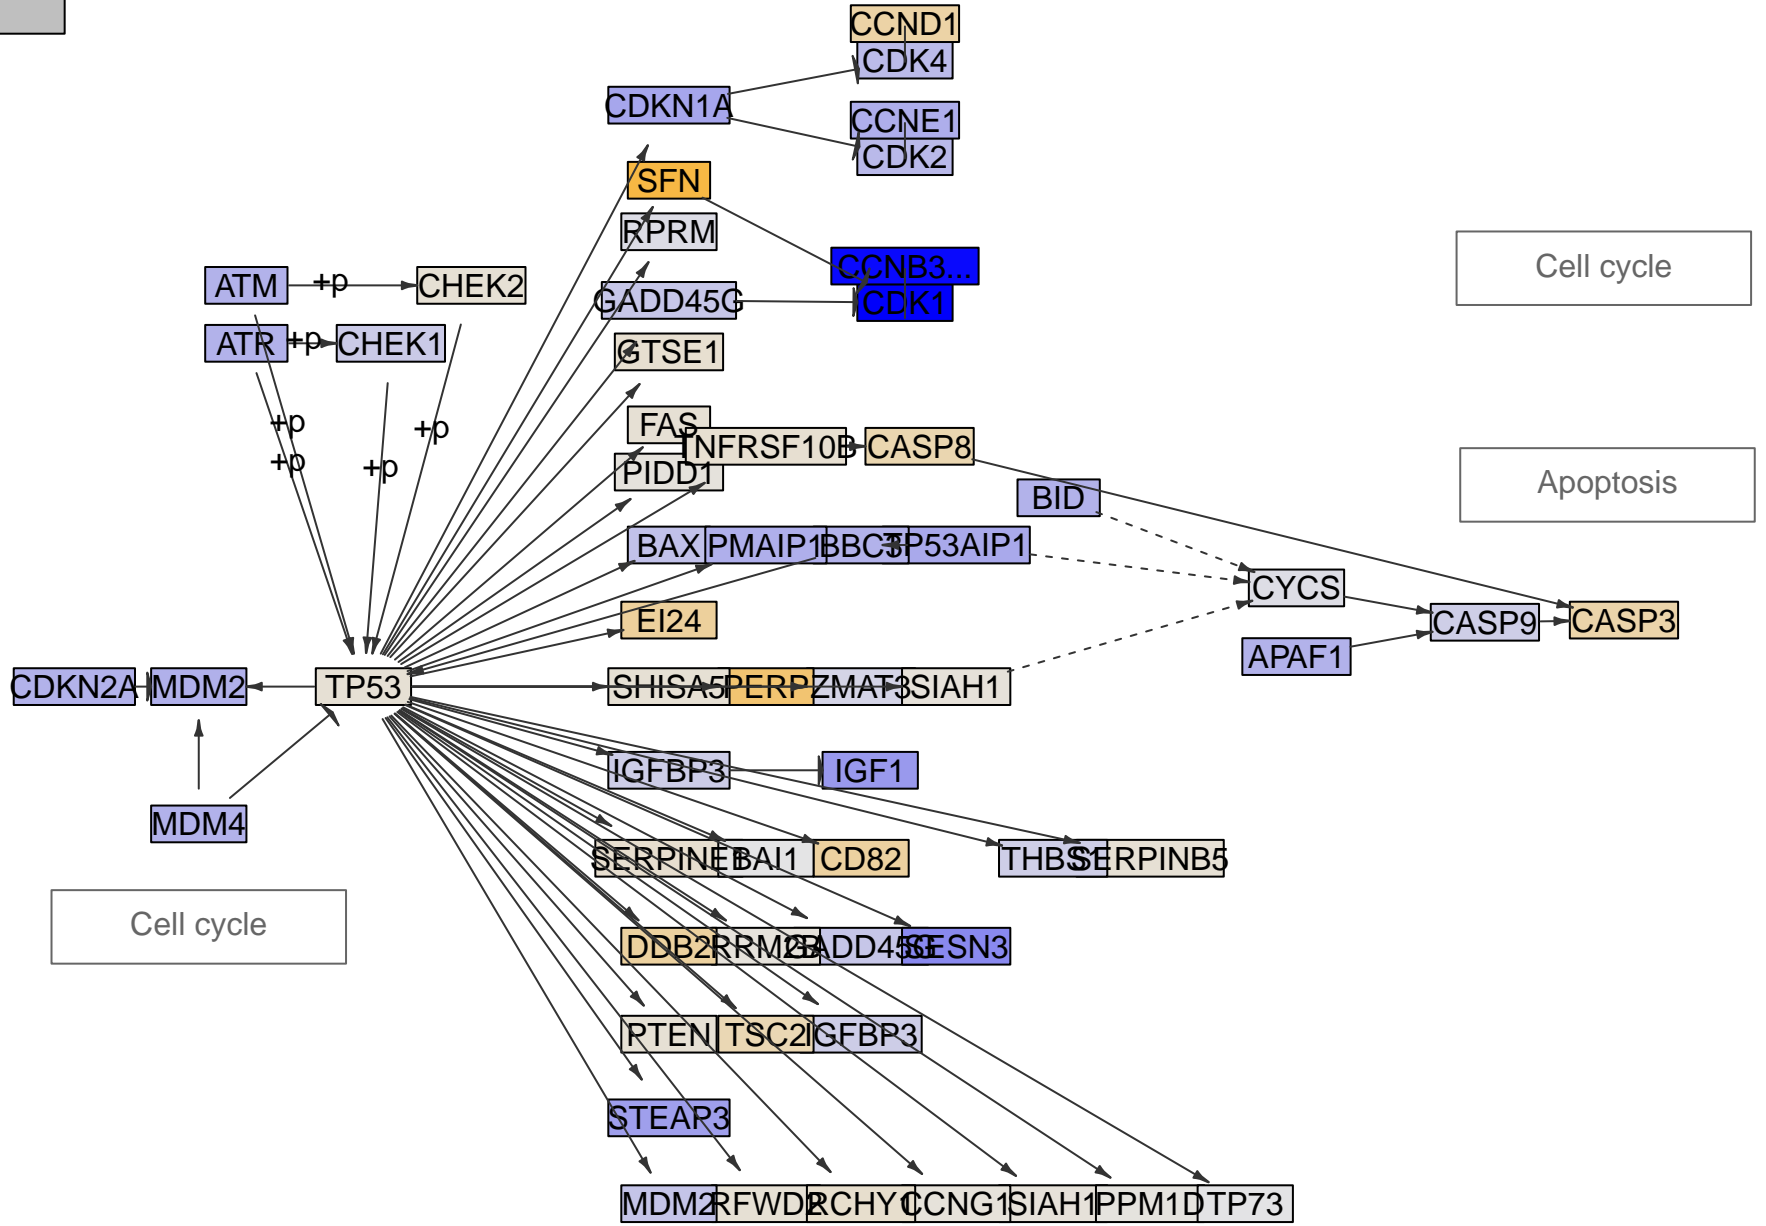 CCND1
CDK4
CDKN1A
CCNE1
CDK2
SFN
RPRM
Cell cycle
CCNB3...
ATM
+p
CHEK2
GADD45G
CDK1
ATR
+p
CHEK1
GTSE1
+p
+p
FAS
TNFRSF10B
CASP8
+p
+p
PIDD1
Apoptosis
BID
BAX
PMAIP1
BBC3
TP53AIP1
CYCS
EI24
CASP9
CASP3
APAF1
CDKN2A
MDM2
TP53
SHISA5
PERP
ZMAT3
SIAH1
IGFBP3
IGF1
MDM4
SERPINE1
BAI1
CD82
THBS1
SERPINB5
Cell cycle
DDB2
RRM2B
GADD45G
SESN3
PTEN
TSC2
IGFBP3
STEAP3
MDM2
RFWD2
RCHY1
CCNG1
SIAH1
PPM1D
TP73